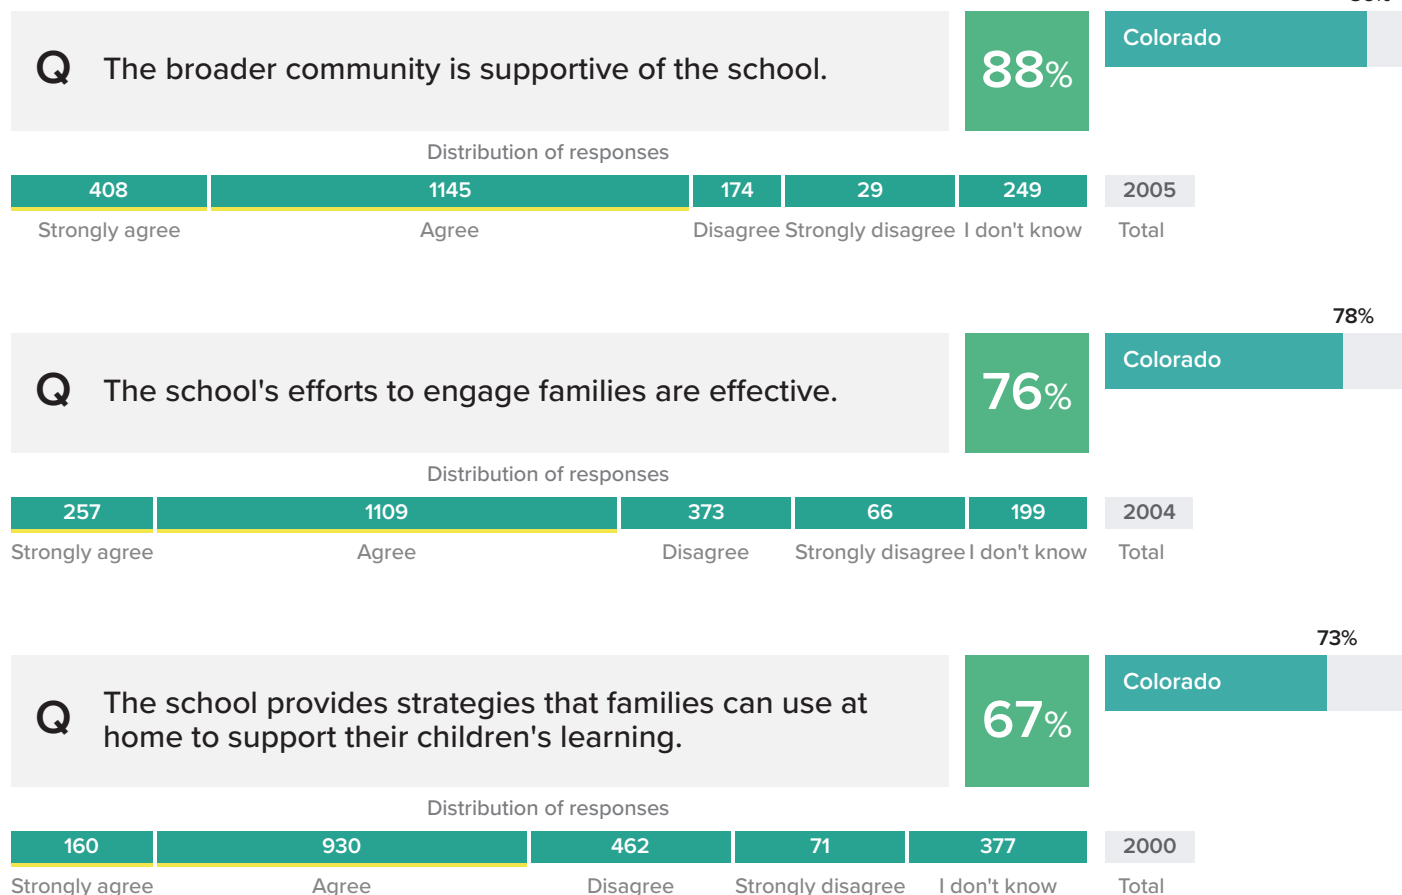 Q The broader community is supportive of the school.
88%
Colorado
Distribution of responses
408 1145 174 29 249 2005
Strongly agree Agree Disagree Strongly disagree I don't know Total
78%
Q The school's efforts to engage families are effective.
76%
Colorado
Distribution of responses
257 1109 373 66 199 2004
Strongly agree Agree Disagree Strongly disagree I don't know Total
73%
Q The school provides strategies that families can use at
home to support their children's learning.
67%
Colorado
Distribution of responses
160 930 462 71 377 2000
Strongly agree Agree Disagree Strongly disagree I don't know Total